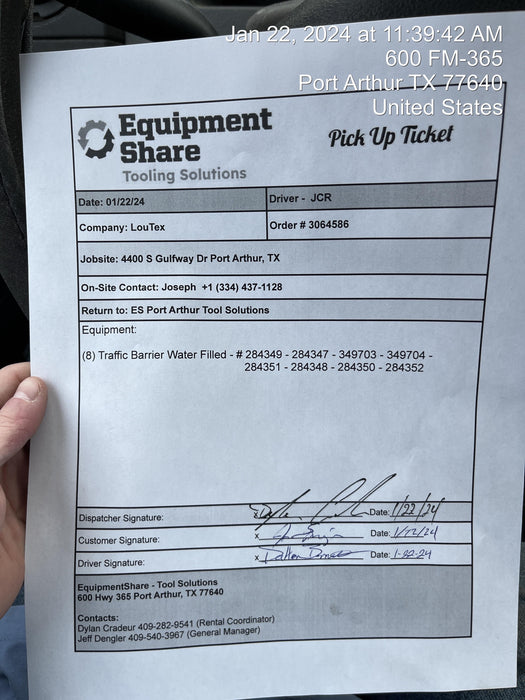 Jan 22, 2024 at 11:39:42 AM
600 FM-365
Port Arthur TX 77640
United States
Equipment
Share
Tooling Solutions
Pick Up Ticket
Date: 01/22/24
Driver - JCR
Company: LouTex
Order # 3064586
Jobsite: 4400 S Gulfway Dr Port Arthur, TX
On-Site Contact: Joseph +1 (334) 437-1128
Return to: ES Port Arthur Tool Solutions
Equipment:
(8) Traffic Barrier Water Filled - # 284349 - 284347 - 349703 - 349704 -
284351 - 284348 - 284350 - 284352
Dispatcher Signature: x Date: 1/22/24
Customer Signature: x Date:
Driver Signature: x Dalton Date: 1-22-24
EquipmentShare - Tool Solutions
600 Hwy 365 Port Arthur, TX 77640
Contacts:
Dylan Cradeur 409-282-9541 (Rental Coordinator)
Jeff Dengler 409-540-3967 (General Manager)